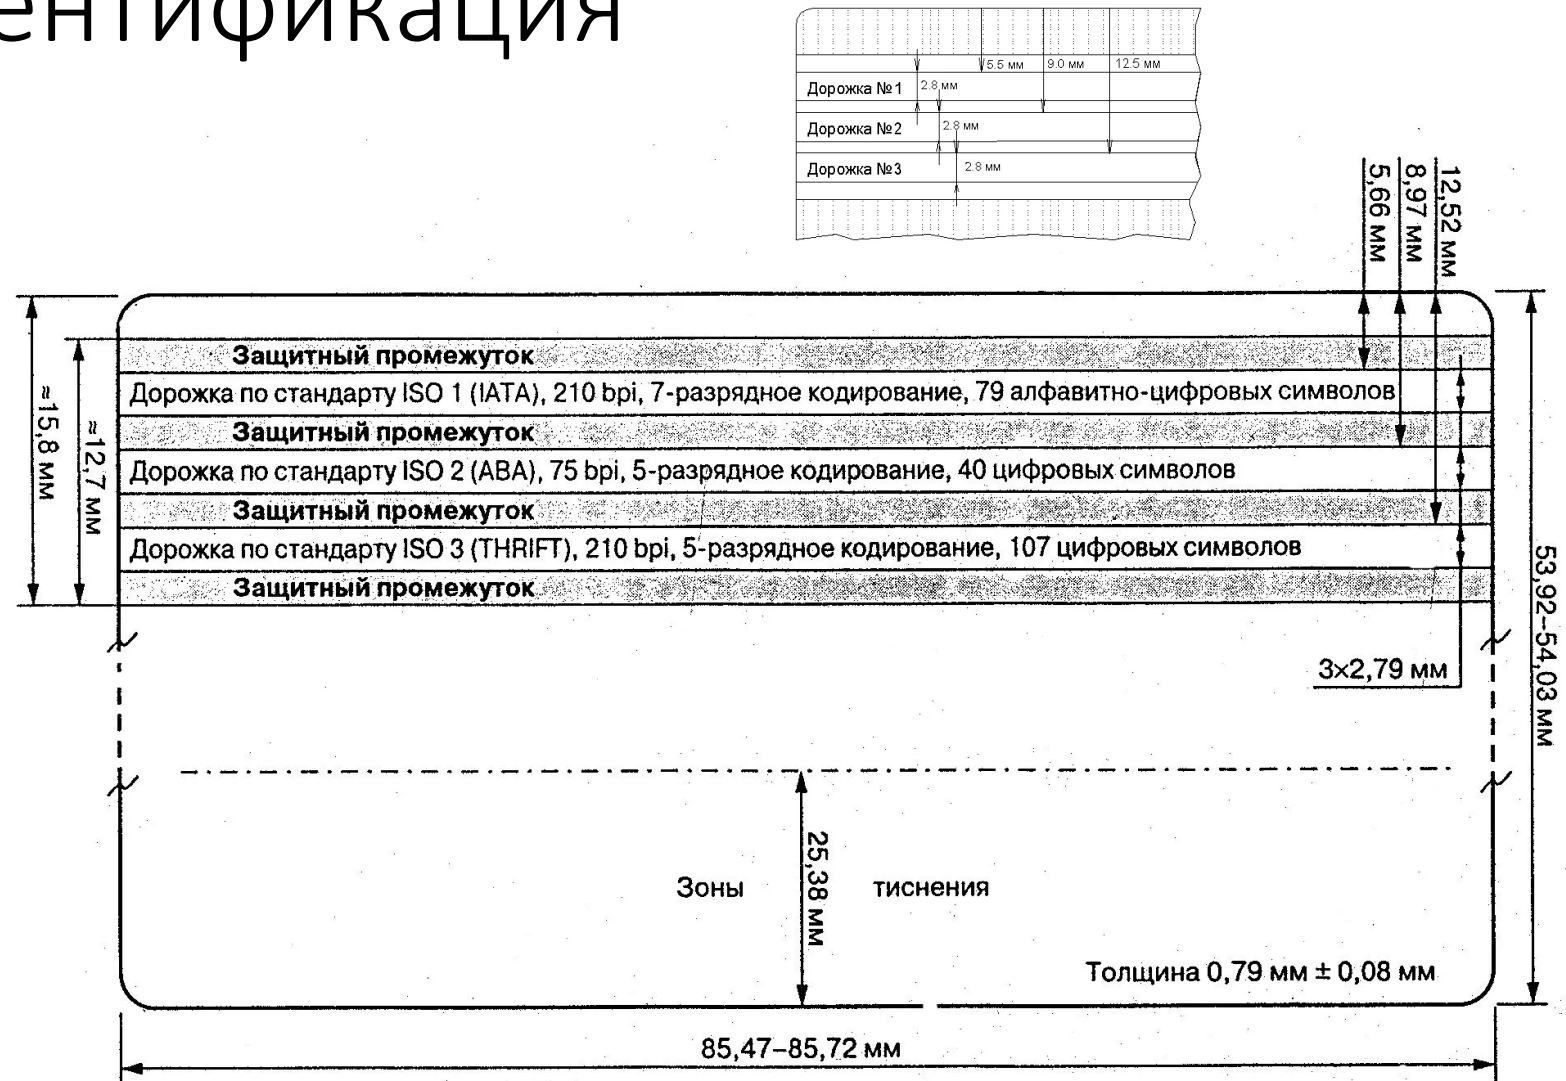 ентификация
5.5 мм
9.0 мм
12.5 мм
Дорожка №1
2.8 мм
Дорожка №2
2.8 мм
Дорожка №3
2.8 мм
5,66 мм
8,97 мм
12,52 мм
Защитный промежуток
Дорожка по стандарту ISO 1 (IATA), 210 bpi, 7-разрядное кодирование, 79 алфавитно-цифровых символов
Защитный промежуток
Дорожка по стандарту ISO 2 (ABA), 75 bpi, 5-разрядное кодирование, 40 цифровых символов
Защитный промежуток
Дорожка по стандарту ISO 3 (THRIFT), 210 bpi, 5-разрядное кодирование, 107 цифровых символов
Защитный промежуток
≈15,8 мм
≈12,7 мм
53,92–54,03 мм
3×2,79 мм
25,38 мм
Зоны тиснения
Толщина 0,79 мм ± 0,08 мм
85,47–85,72 мм